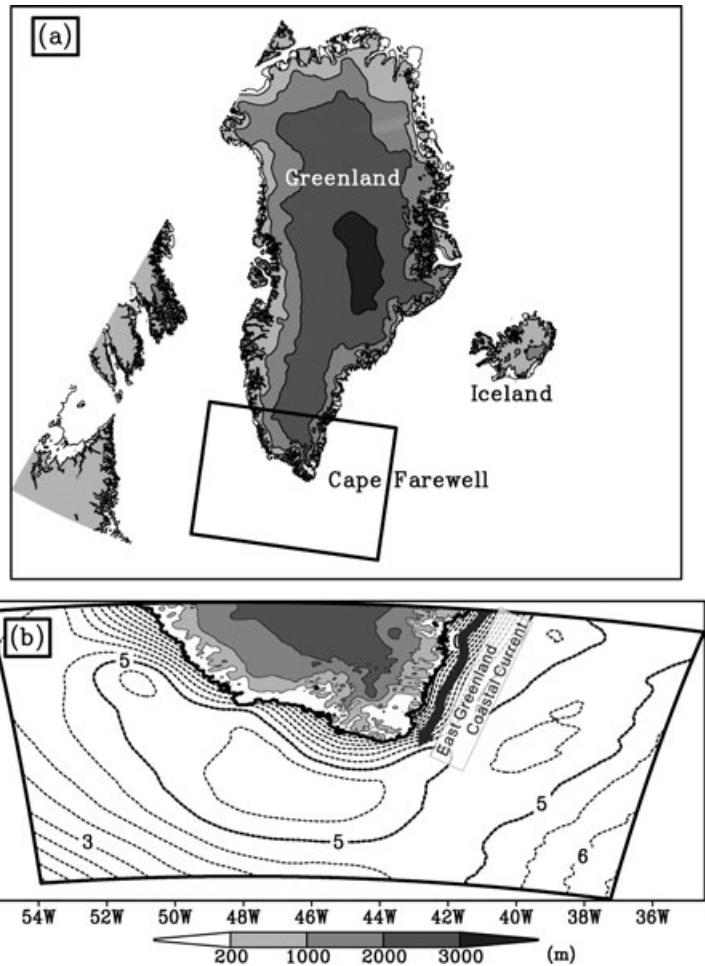 (a)
Greenland
Iceland
Cape Farewell
(b)
5
East Greenland
Coastal Current
5
5
3
6
54W 52W 50W 48W 46W 44W 42W 40W 38W 36W
200 1000 2000 3000 (m)